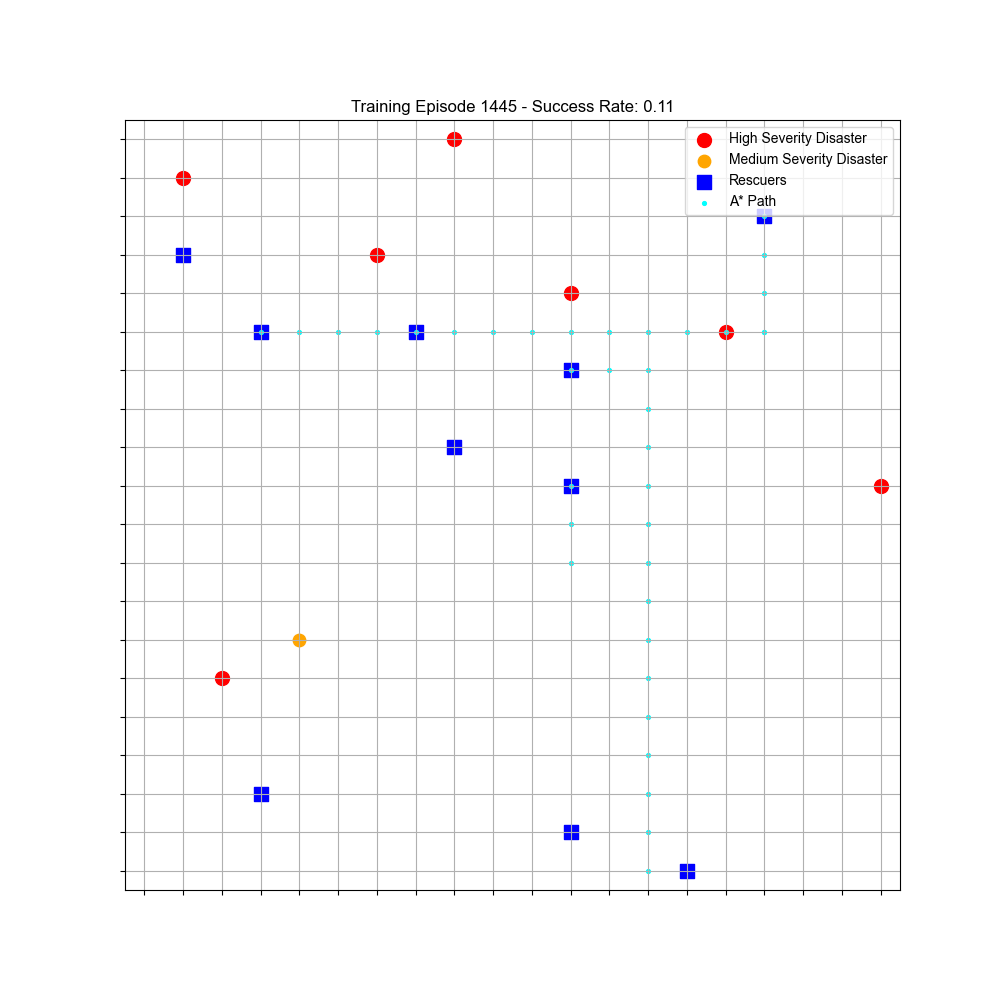 Training Episode 1445 - Success Rate: 0.11
High Severity Disaster
Medium Severity Disaster
Rescuers
A* Path